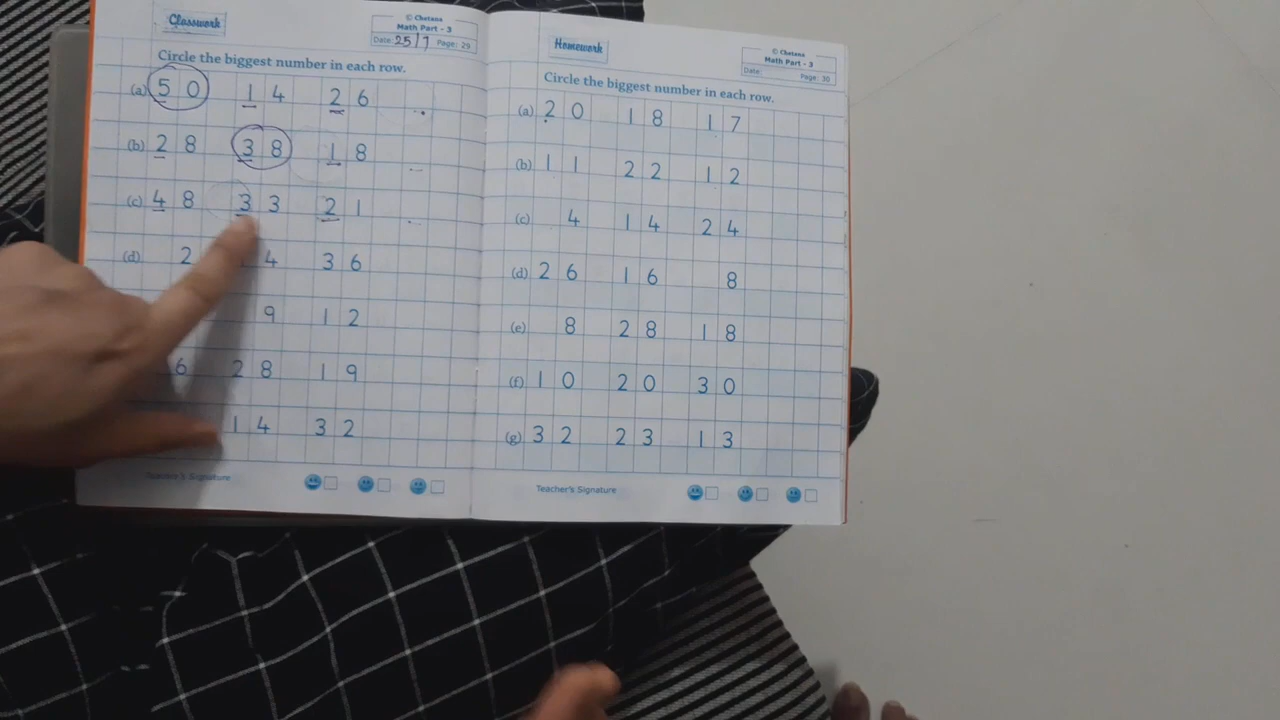 Classwork
© Chetana
Math Part - 3
Date: 25/7 Page: 29
Circle the biggest number in each row.
(a) 50 14 26
(b) 28 38 18
(c) 48 33 21
(d) 2 4 36
9 12
6 28 19
14 32
Teacher's Signature
Homework
© Chetana
Math Part - 3
Date: Page: 30
Circle the biggest number in each row.
(a) 20 18 17
(b) 11 22 12
(c) 4 14 24
(d) 26 16 8
(e) 8 28 18
(f) 10 20 30
(g) 32 23 13
Teacher's Signature